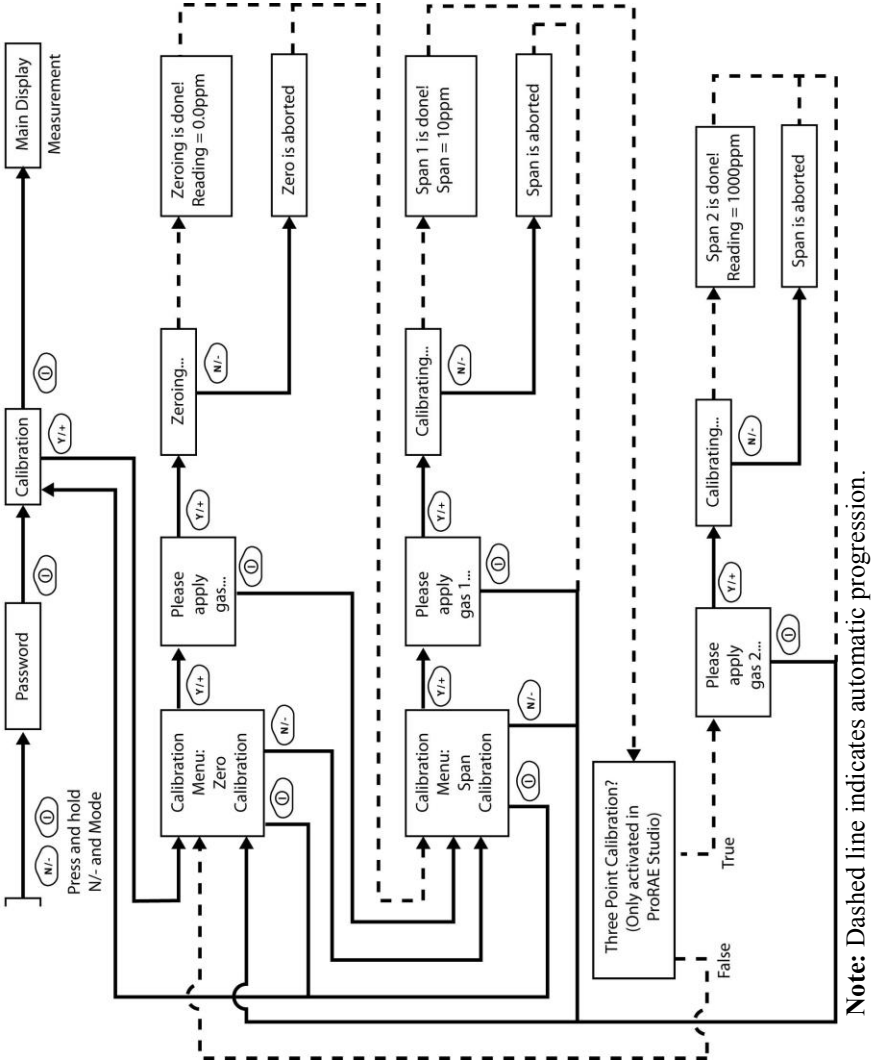 N/-
Press and hold
N/- and Mode
Password
Calibration
Y/+
Main Display
Measurement
Calibration
Menu:
Zero
Calibration
N/-
Y/+
Please
apply
gas...
Y/+
Zeroing...
N/-
Zeroing is done!
Reading = 0.0ppm
Zero is aborted
Calibration
Menu:
Span
Calibration
N/-
Y/+
Please
apply
gas 1...
Y/+
Calibrating...
N/-
Span 1 is done!
Span = 10ppm
Span is aborted
Three Point Calibration?
(Only activated in
ProRAE Studio)
False
True
Please
apply
gas 2...
Y/+
Calibrating...
N/-
Span 2 is done!
Reading = 1000ppm
Span is aborted
Note: Dashed line indicates automatic progression.